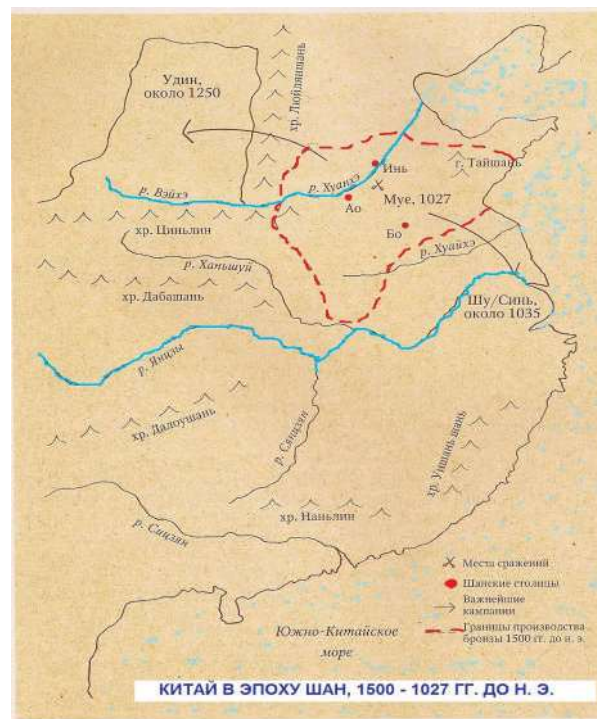 Удин,
около 1250
хр. Люйляншань
р. Вэйхэ
р. Хуанхэ
Инь
г. Тайшань
Муе, 1027
Ао
Бо
хр. Циньлин
р. Ханьшуй
р. Хуайхэ
хр. Дабашань
Шу/Синь,
около 1035
р. Янцзы
хр. Далоушань
р. Сянцзян
хр. Уишань шань
хр. Наньлин
р. Сицзян
Места сражений
Шанские столицы
Важнейшие
кампании
Границы производства
бронзы 1500 гг. до н. э.
Южно-Китайское
море
КИТАЙ В ЭПОХУ ШАН, 1500 - 1027 ГГ. ДО Н. Э.